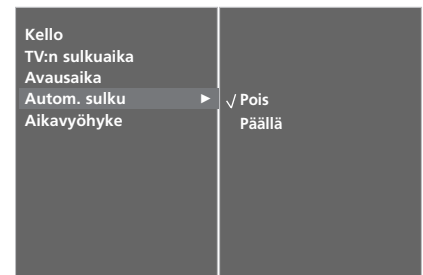 Kello
TV:n sulkuaika
Avausaika
Autom. sulku ►
Aikavyöhyke
√ Pois
Päällä